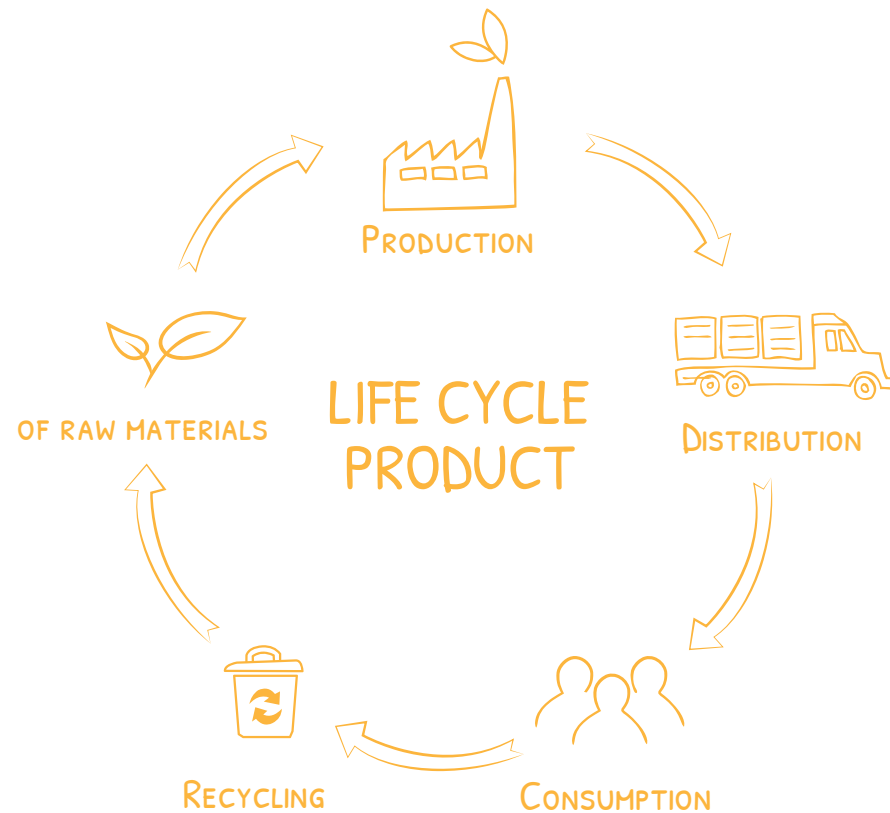 Production
of raw materials
LIFE CYCLE
PRODUCT
Distribution
Recycling
Consumption